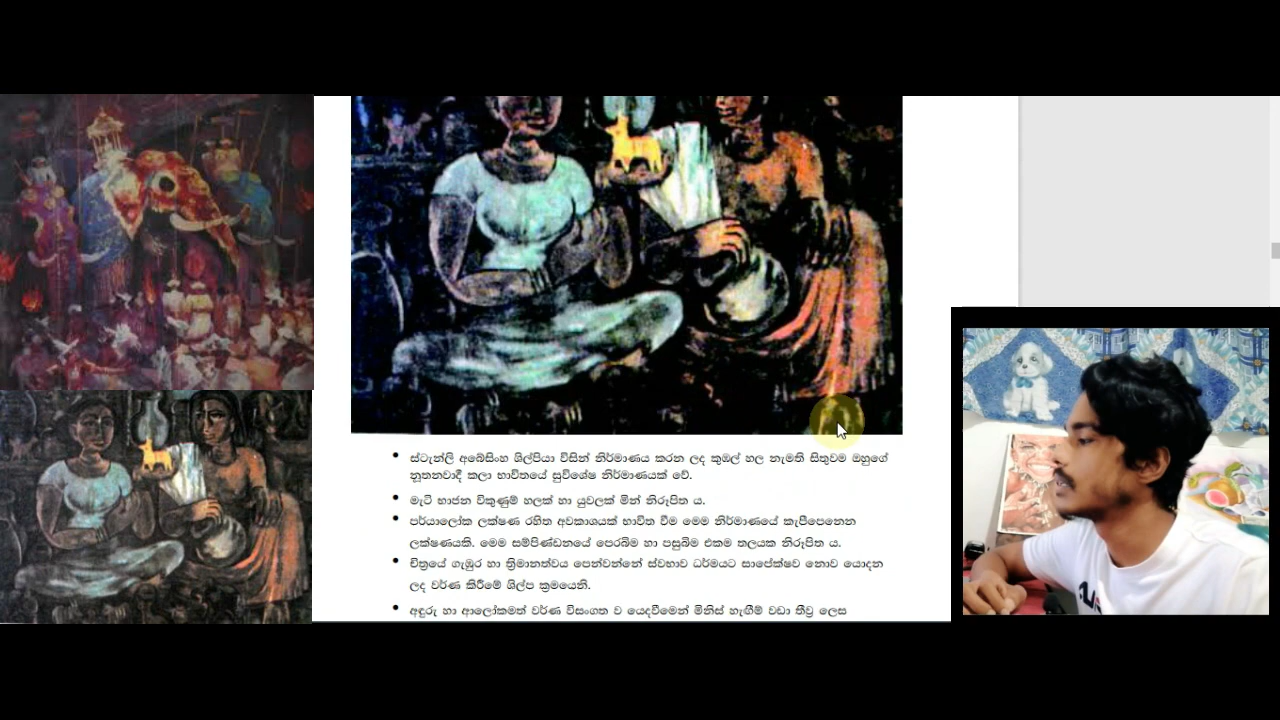 • ස්ටැන්ලි අබේසිංහ ශිල්පියා විසින් නිර්මාණය කරන ලද කුඹල් හල නැමති සිතුවම ඔහුගේ
නූතනවාදී කලා භාවිතයේ සුවිශේෂ නිර්මාණයක් වේ.
• මැටි භාජන විකුණුම් හලක් හා යුවලක් මින් නිරූපිත ය.
• පර්යාලෝක ලක්ෂණ රහිත අවකාශයක් භාවිත වීම මෙම නිර්මාණයේ කැපීපෙනෙන
ලක්ෂණයකි. මෙම සම්පිණ්ඩනයේ පෙරබිම හා පසුබිම එකම තලයක නිරූපිත ය.
• චිත්‍රයේ ගැඹුර හා ත්‍රිමානත්වය පෙන්වන්නේ ස්වභාව ධර්මයට සාපේක්ෂව නොව යොදන
ලද වර්ණ කිරීමේ ශිල්ප ක්‍රමයෙනි.
• අඳුරු හා ආලෝකමත් වර්ණ විසංගත ව යෙදවීමෙන් මිනිස් හැඟීම් වඩා තීව්‍ර ලෙස